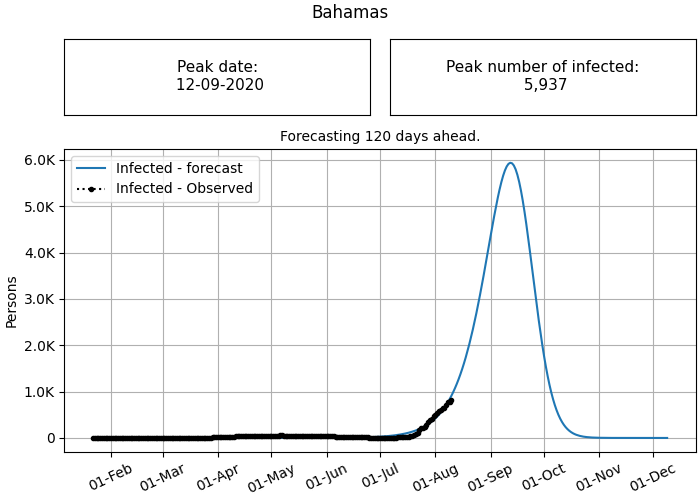 Bahamas
Peak date:
12-09-2020
Peak number of infected:
5,937
Forecasting 120 days ahead.
Infected - forecast
Infected - Observed
6.0K
5.0K
4.0K
3.0K
2.0K
1.0K
0
Persons
01-Feb
01-Mar
01-Apr
01-May
01-Jun
01-Jul
01-Aug
01-Sep
01-Oct
01-Nov
01-Dec